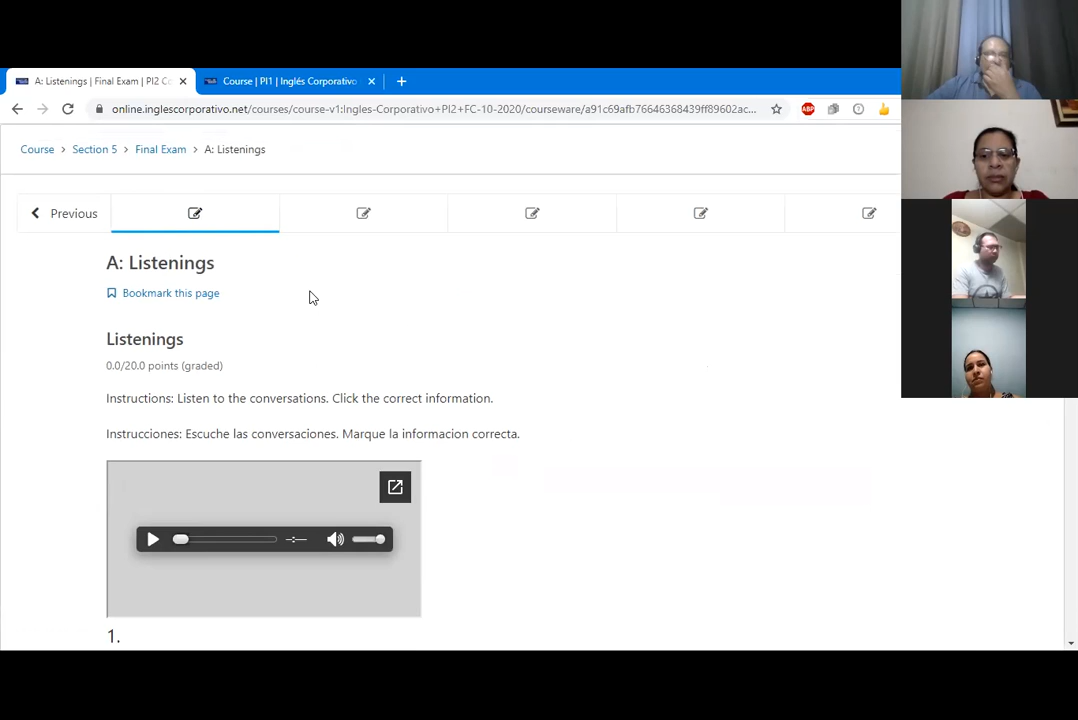 A: Listenings | Final Exam | PI2 Co
Course | PI1 | Inglés Corporativo
online.inglescorporativo.net/courses/course-v1:Ingles-Corporativo+PI2+FC-10-2020/courseware/a91c69afb76646368439ff89602ac...
ABP
Course > Section 5 > Final Exam > A: Listenings
Previous
A: Listenings
Bookmark this page
Listenings
0.0/20.0 points (graded)
Instructions: Listen to the conversations. Click the correct information.
Instrucciones: Escuche las conversaciones. Marque la informacion correcta.
-:--
1.